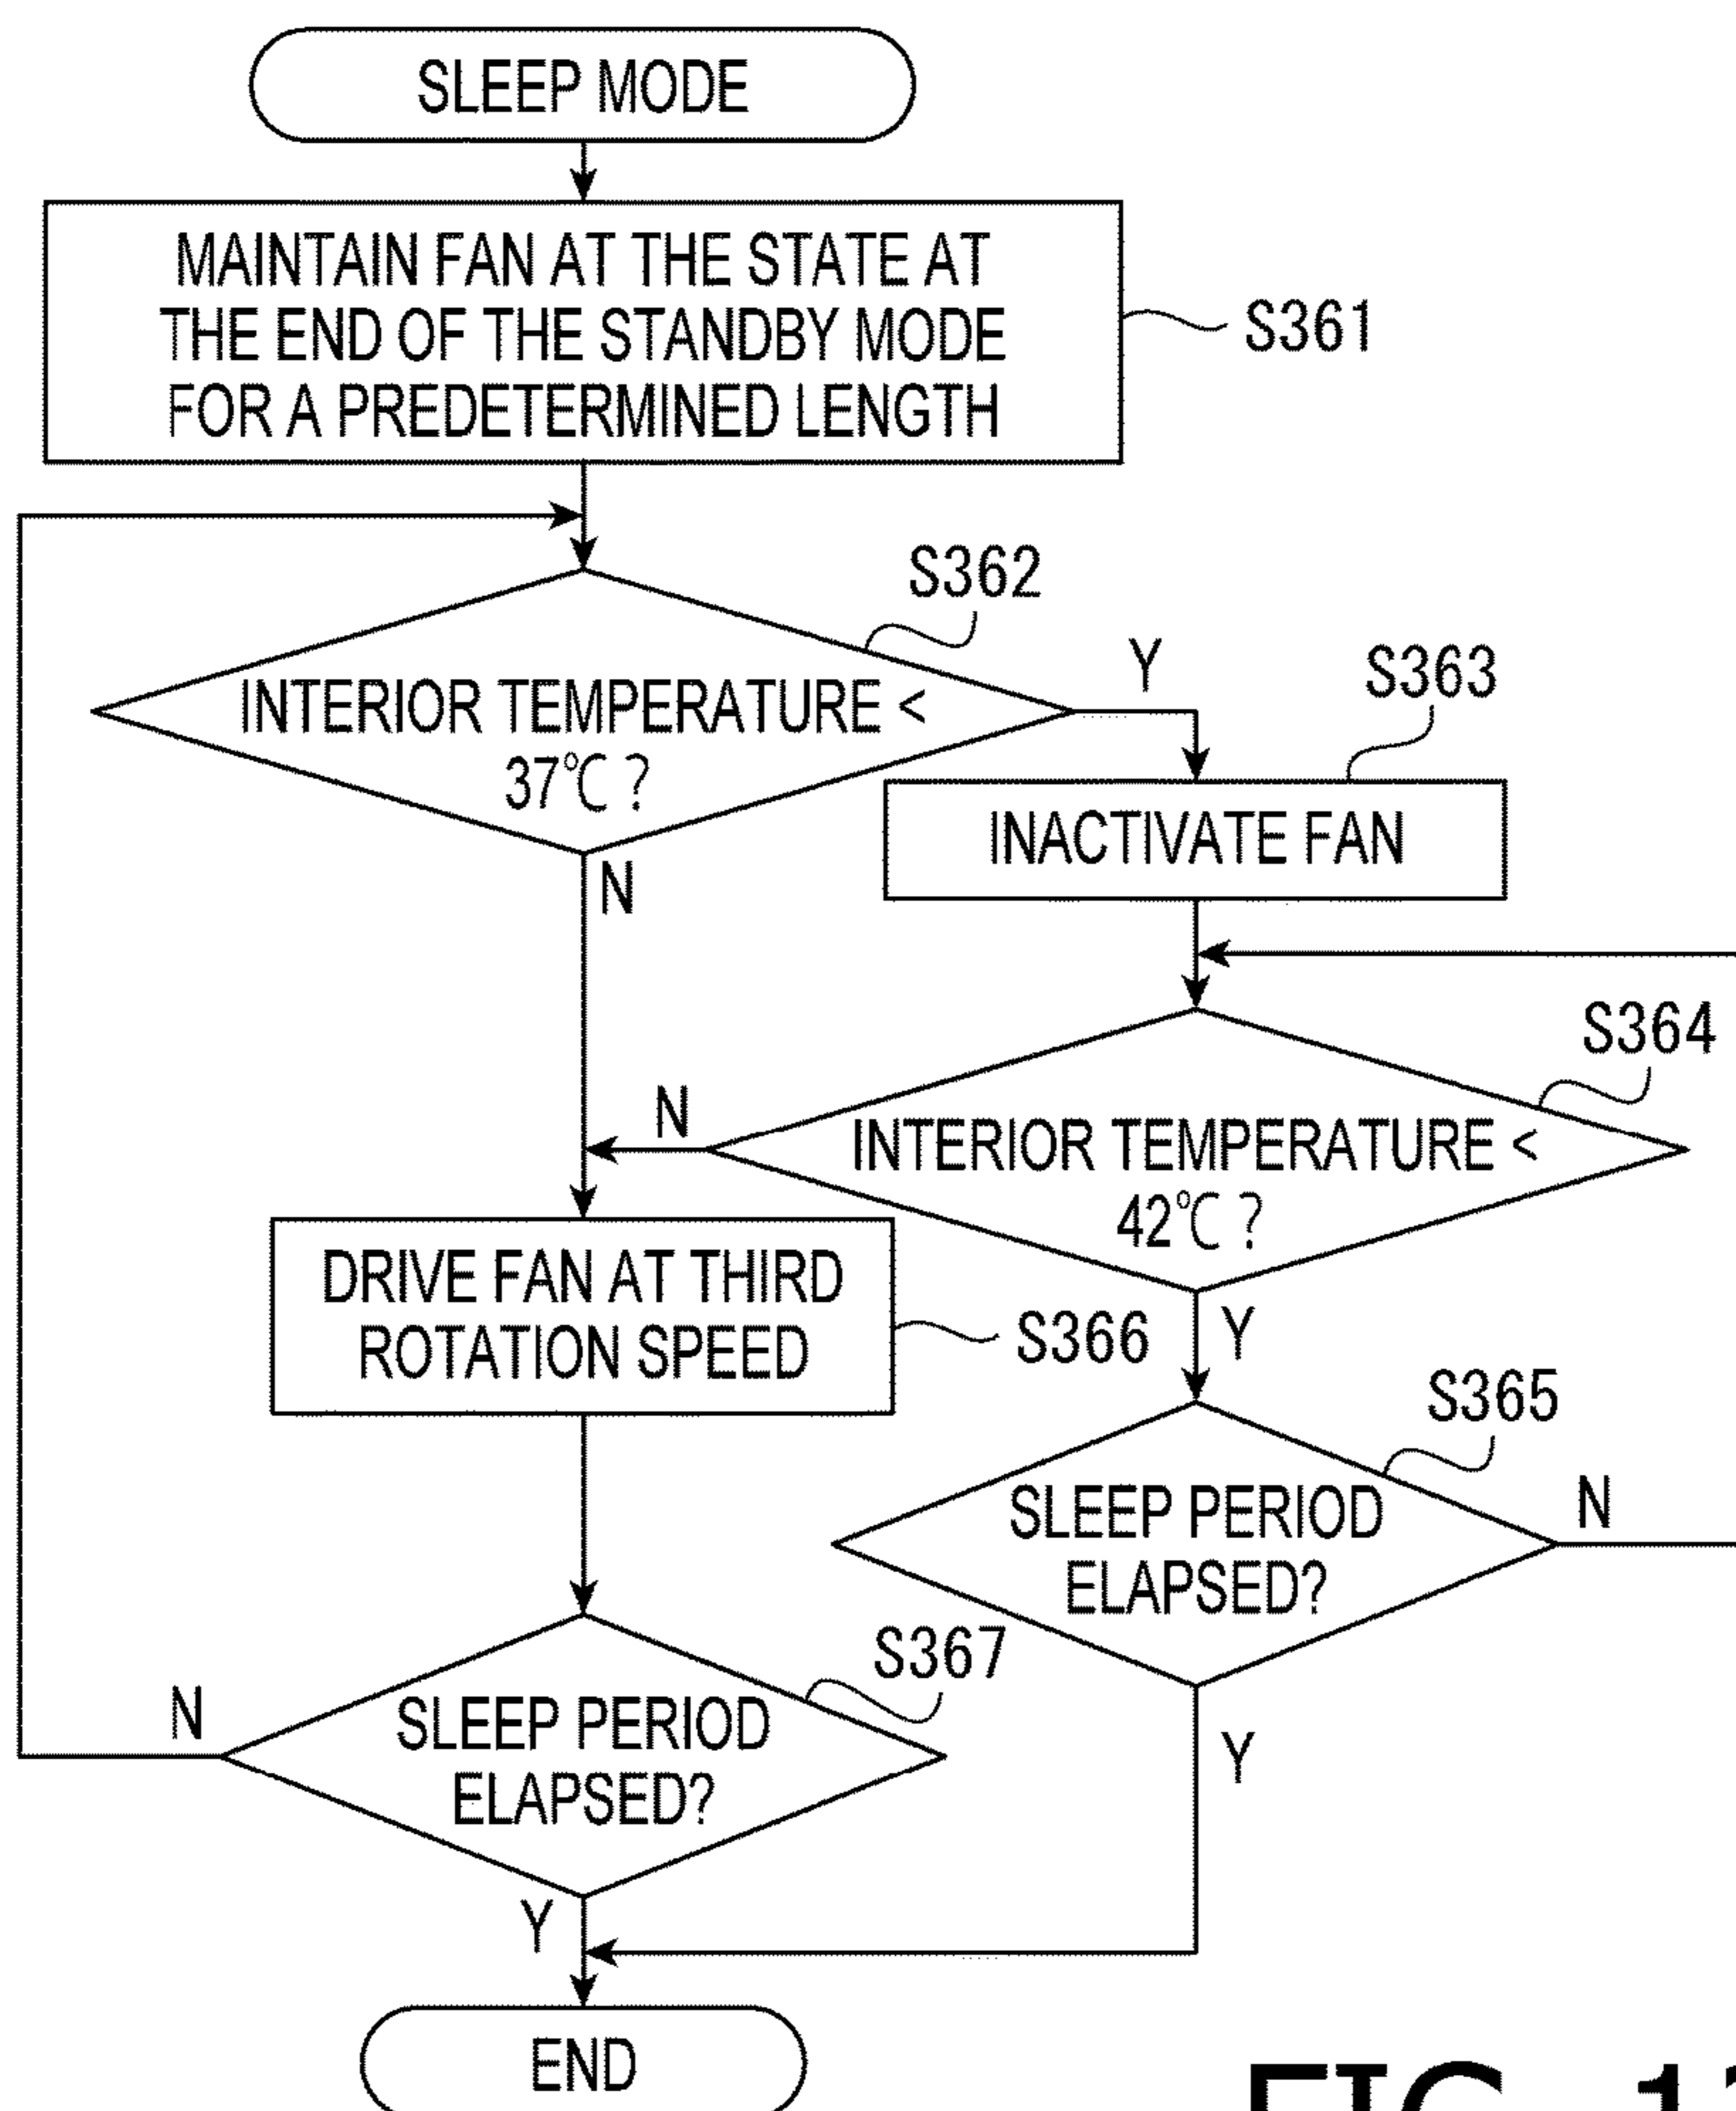 SLEEP MODE
MAINTAIN FAN AT THE STATE AT
THE END OF THE STANDBY MODE
FOR A PREDETERMINED LENGTH
S361
S362
INTERIOR TEMPERATURE <
37℃?
Y
N
S363
INACTIVATE FAN
S364
INTERIOR TEMPERATURE <
42℃?
N
Y
DRIVE FAN AT THIRD
ROTATION SPEED
S366
S365
SLEEP PERIOD
ELAPSED?
N
Y
S367
SLEEP PERIOD
ELAPSED?
N
Y
END